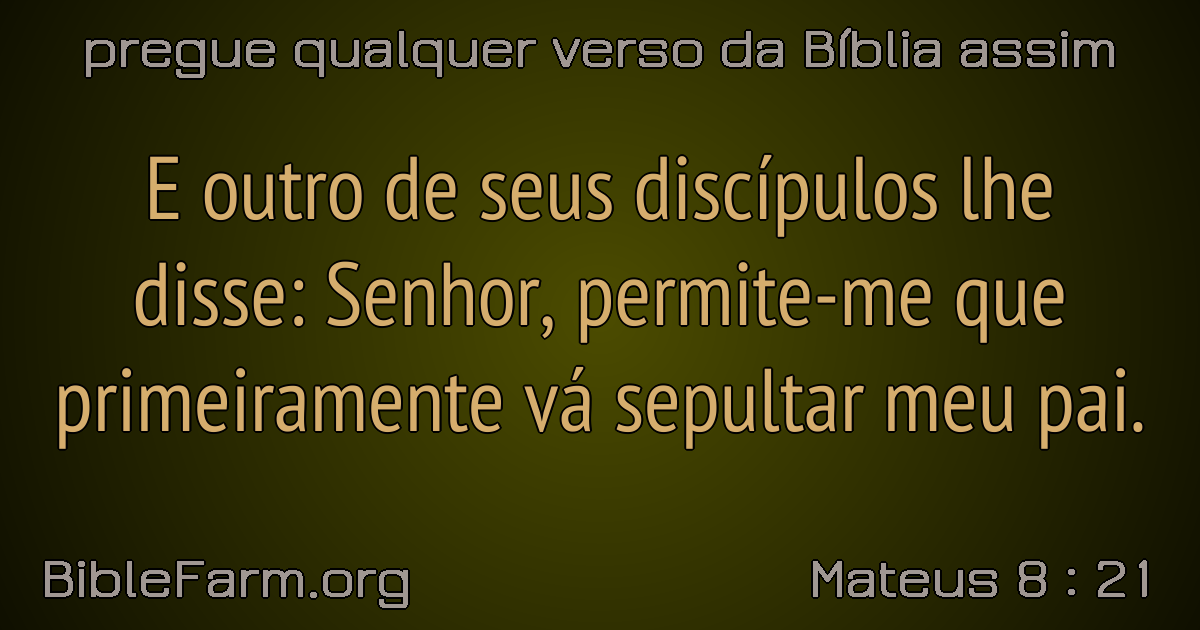 pregue qualquer verso da Bíblia assim
E outro de seus discípulos lhe
disse: Senhor, permite-me que
primeiramente vá sepultar meu pai.
BibleFarm.org
Mateus 8 : 21